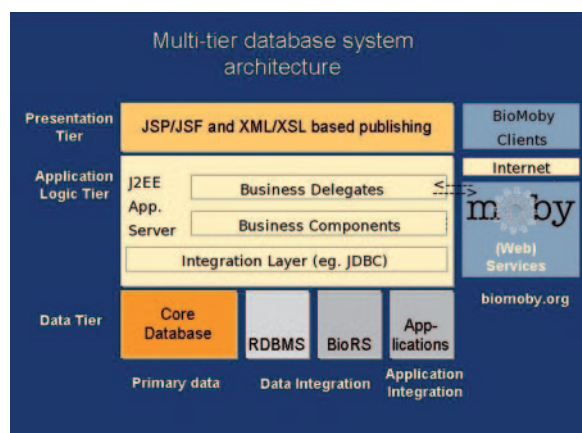 Multi-tier database system
architecture
Presentation
Tier
JSP/JSF and XML/XSL based publishing
BioMoby
Clients
Internet
Application
Logic Tier
J2EE
App.
Server
Business Delegates
Business Components
Integration Layer (eg. JDBC)
moby
(Web)
Services
biomoby.org
Data Tier
Core
Database
RDBMS
BioRS
App-
lications
Primary data
Data Integration
Application
Integration